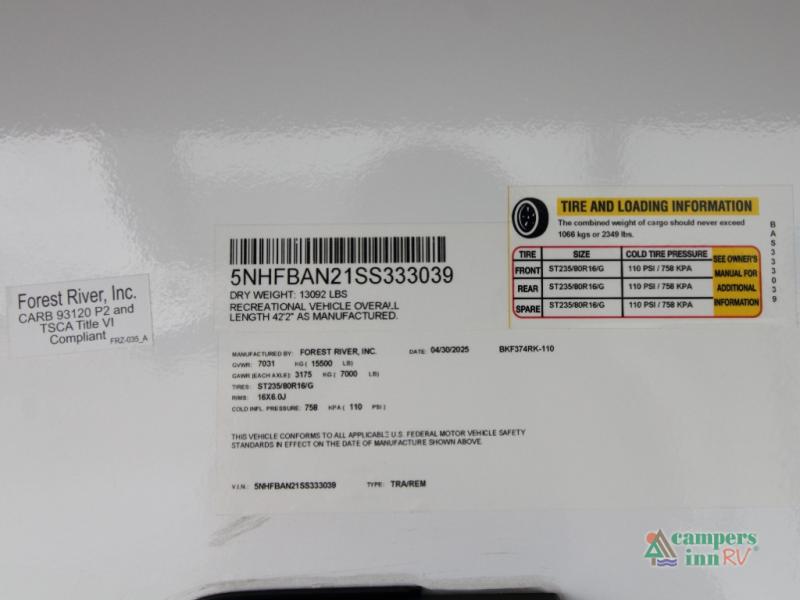 Forest River, Inc.
CARB 93120 P2 and
TSCA Title VI
Compliant FRZ-035_A
5NHFBAN21SS333039
DRY WEIGHT: 13092 LBS
RECREATIONAL VEHICLE OVERALL
LENGTH 42'2" AS MANUFACTURED.
TIRE AND LOADING INFORMATION
The combined weight of cargo should never exceed
1066 kgs or 2349 lbs.
TIRE SIZE COLD TIRE PRESSURE
FRONT ST235/80R16/G 110 PSI / 758 KPA
REAR ST235/80R16/G 110 PSI / 758 KPA
SPARE ST235/80R16/G 110 PSI / 758 KPA
SEE OWNER'S
MANUAL FOR
ADDITIONAL
INFORMATION
BAS333039
MANUFACTURED BY: FOREST RIVER, INC. DATE: 04/30/2025 BKF374RK-110
GVWR: 7031 KG ( 15500 LB)
GAWR (EACH AXLE): 3175 KG ( 7000 LB)
TIRES: ST235/80R16/G
RIMS: 16X6.0J
COLD INFL. PRESSURE: 758 KPA ( 110 PSI )
THIS VEHICLE CONFORMS TO ALL APPLICABLE U.S. FEDERAL MOTOR VEHICLE SAFETY
STANDARDS IN EFFECT ON THE DATE OF MANUFACTURE SHOWN ABOVE.
V.I.N.: 5NHFBAN21SS333039 TYPE: TRA/REM
campers
inn RV®